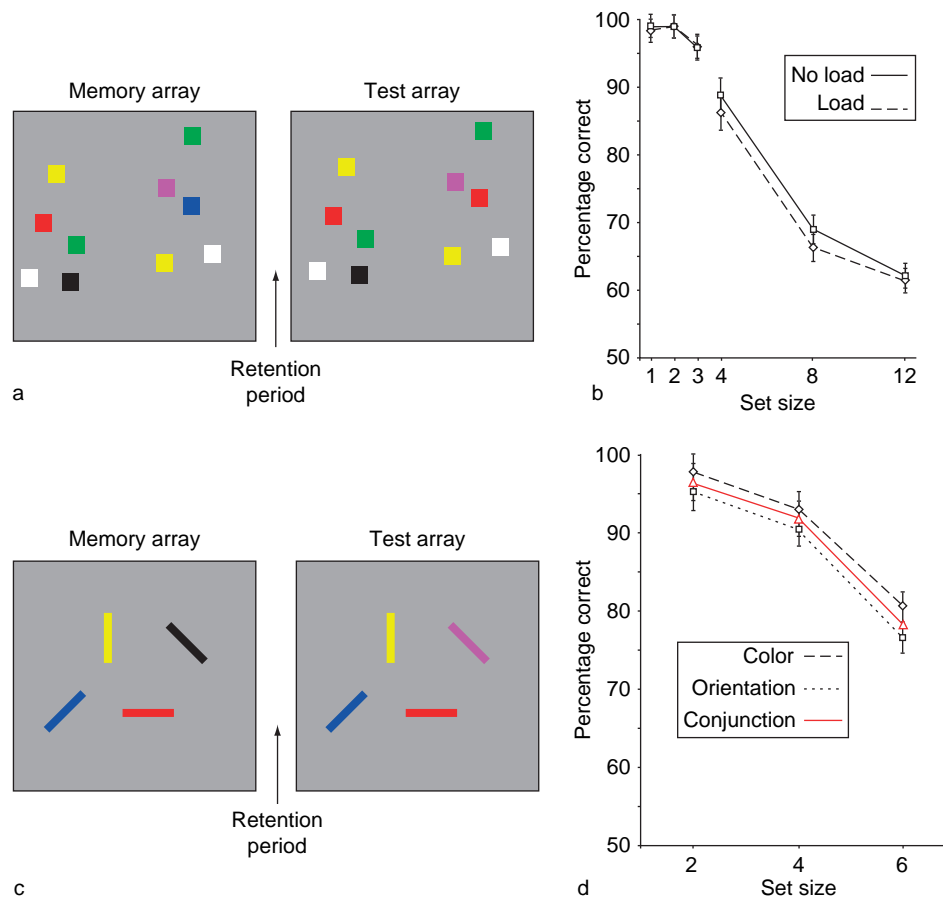 Memory array
Test array
Retention
period
a
100
90
80
70
60
50
Percentage correct
No load
Load
1 2 3 4 8 12
Set size
b
Memory array
Test array
Retention
period
c
100
90
80
70
60
50
Percentage correct
Color
Orientation
Conjunction
2 4 6
Set size
d